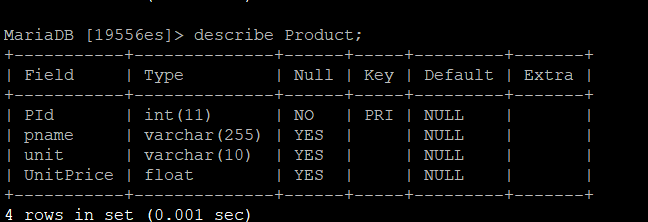 MariaDB [19556es]> describe Product;
+-----------+--------------+------+-----+---------+-------+
| Field     | Type         | Null | Key | Default | Extra |
+-----------+--------------+------+-----+---------+-------+
| PId       | int(11)      | NO   | PRI | NULL    |       |
| pname     | varchar(255) | YES  |     | NULL    |       |
| unit      | varchar(10)  | YES  |     | NULL    |       |
| UnitPrice | float        | YES  |     | NULL    |       |
+-----------+--------------+------+-----+---------+-------+
4 rows in set (0.001 sec)